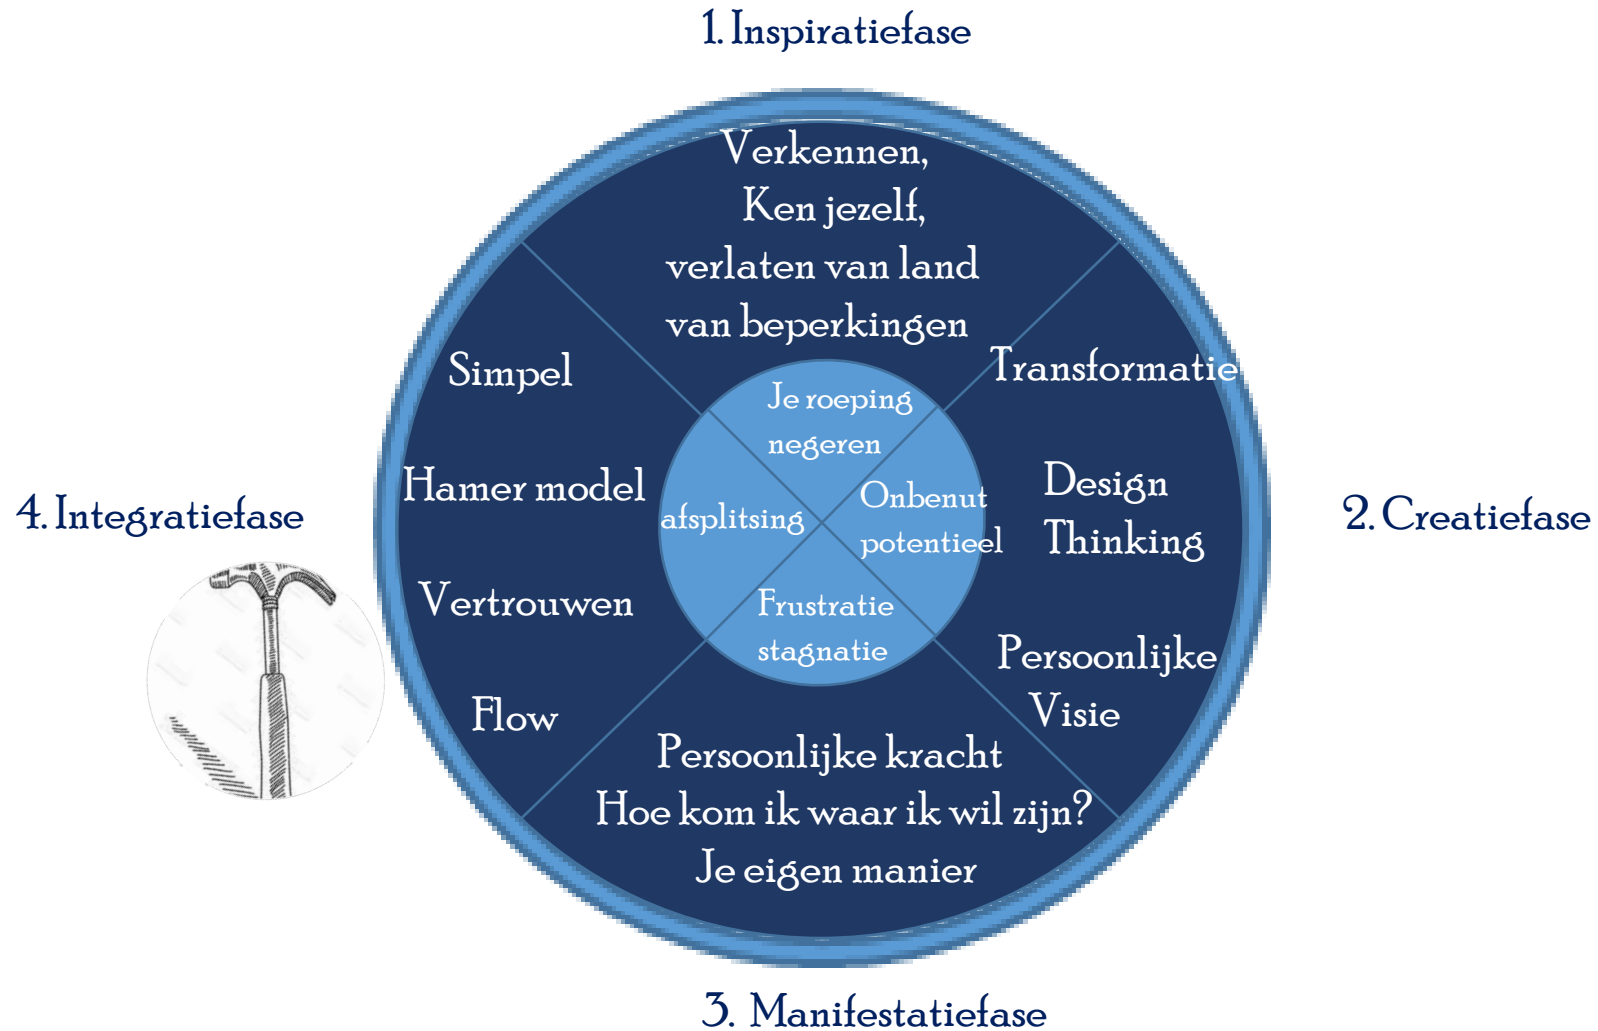 1. Inspiratiefase
Verkennen,
Ken jezelf,
verlaten van land
van beperkingen
Transformatie
Design
Thinking
Persoonlijke
Visie
2. Creatiefase
Persoonlijke kracht
Hoe kom ik waar ik wil zijn?
Je eigen manier
3. Manifestatiefase
Simpel
Hamer model
Vertrouwen
Flow
4. Integratiefase
Je roeping
negeren
Onbenut
potentieel
Frustratie
stagnatie
afsplitsing